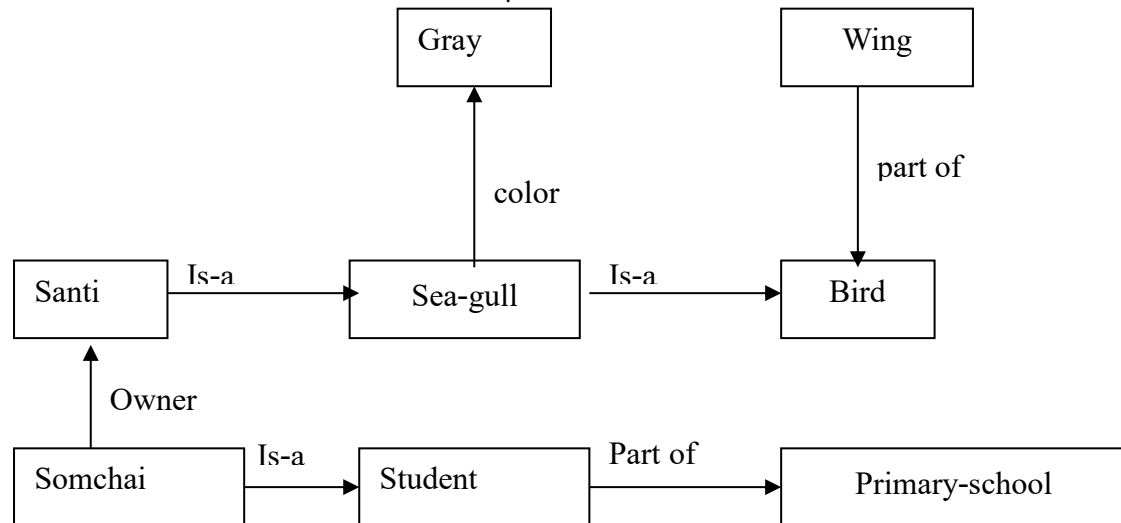 Gray
Wing
part of
color
Santi
Is-a
Sea-gull
Is-a
Bird
Owner
Somchai
Is-a
Student
Part of
Primary-school